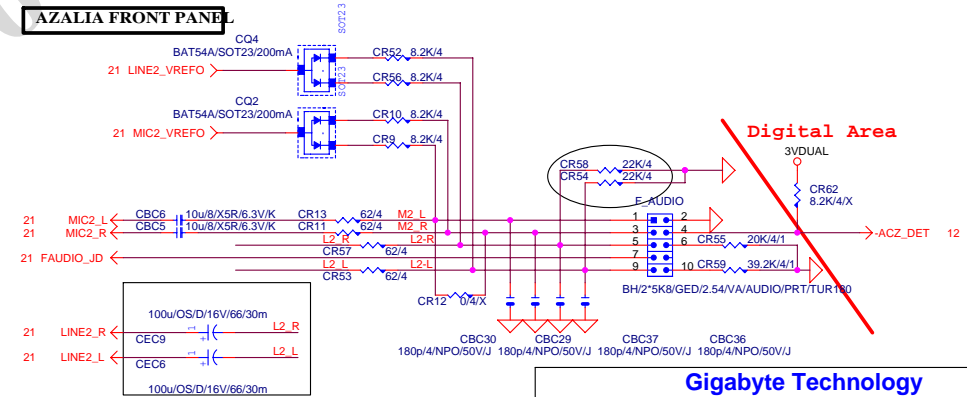 AZALIA FRONT PANEL
SOT23
CQ4
BAT54A/SOT23/200mA
21 LINE2_VREFO
CR52 8.2K/4
CR56 8.2K/4
SOT23
CQ2
BAT54A/SOT23/200mA
21 MIC2_VREFO
CR10 8.2K/4
CR9 8.2K/4
Digital Area
3VDUAL
CR62
8.2K/4/X
CR58 22K/4
CR54 22K/4
F_AUDIO
21 MIC2_L CBC6 10u/8/X5R/6.3V/K CR13 62/4 M2_L 1 2
21 MIC2_R CBC5 10u/8/X5R/6.3V/K CR11 62/4 M2_R 3 4
-ACZ_DET 12
L2_R L2-R 5 6 CR55 20K/4/1
CR57 62/4
21 FAUDIO_JD 7
L2_L L2-L 9 10 CR59 39.2K/4/1
CR53 62/4
BH/2*5K8/GED/2.54/VA/AUDIO/PRT/TUR180
CR12 0/4/X
100u/OS/D/16V/66/30m
21 LINE2_R 1 + L2_R
CEC9
21 LINE2_L 1 + L2_L
CEC6
100u/OS/D/16V/66/30m
CBC30 CBC29 CBC37 CBC36
180p/4/NPO/50V/J 180p/4/NPO/50V/J 180p/4/NPO/50V/J 180p/4/NPO/50V/J
Gigabyte Technology